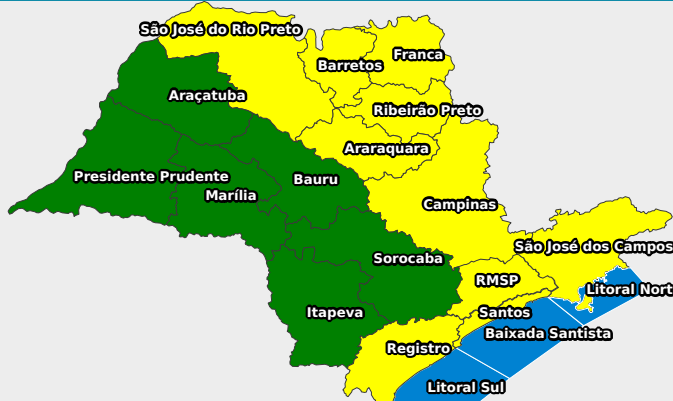 São José do Rio Preto
Franca
Barretos
Araçatuba
Ribeirão Preto
Araraquara
Presidente Prudente
Bauru
Marília
Campinas
São José dos Campos
Sorocaba
RMSP
Litoral Nort
Itapeva
Santos
Baixada Santista
Registro
Litoral Sul